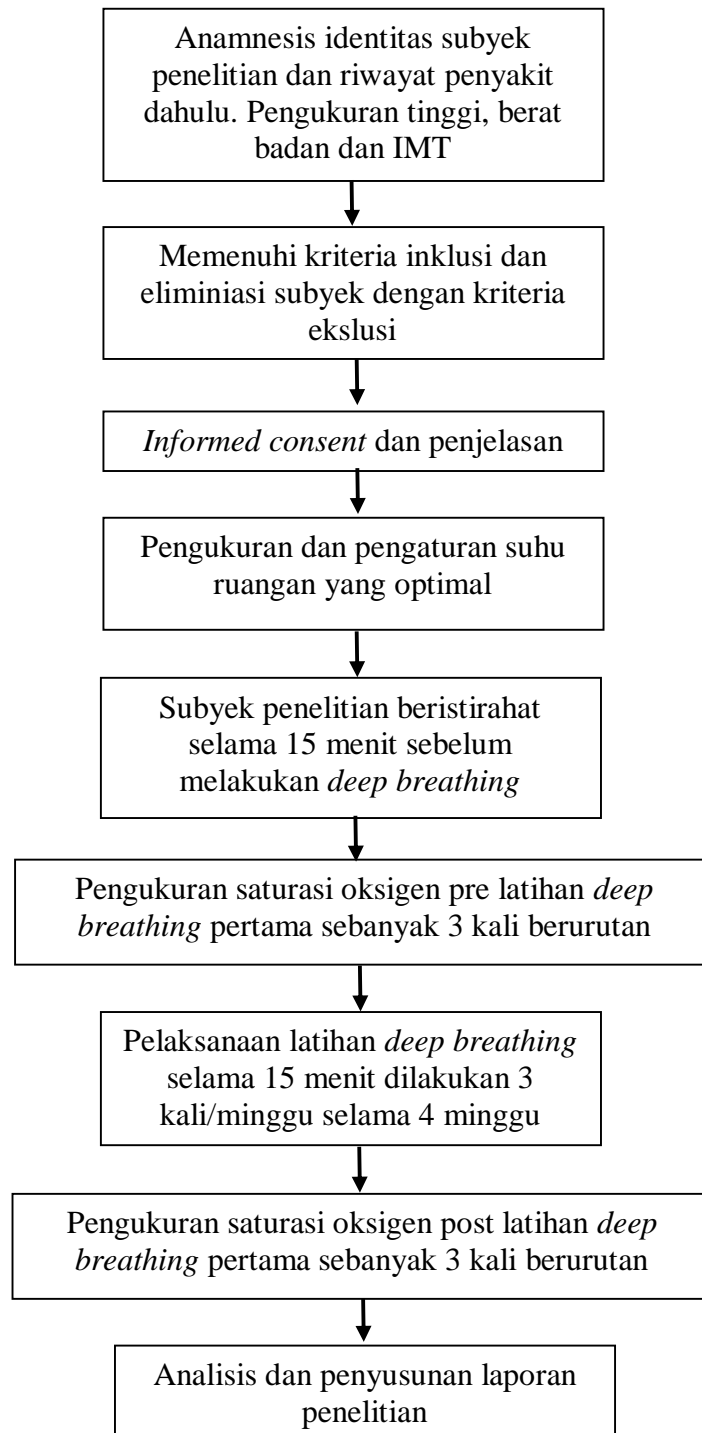 Anamnesis identitas subyek
penelitian dan riwayat penyakit
dahulu. Pengukuran tinggi, berat
badan dan IMT
Memenuhi kriteria inklusi dan
eliminiasi subyek dengan kriteria
ekslusi
Informed consent dan penjelasan
Pengukuran dan pengaturan suhu
ruangan yang optimal
Subyek penelitian beristirahat
selama 15 menit sebelum
melakukan deep breathing
Pengukuran saturasi oksigen pre latihan deep
breathing pertama sebanyak 3 kali berurutan
Pelaksanaan latihan deep breathing
selama 15 menit dilakukan 3
kali/minggu selama 4 minggu
Pengukuran saturasi oksigen post latihan deep
breathing pertama sebanyak 3 kali berurutan
Analisis dan penyusunan laporan
penelitian